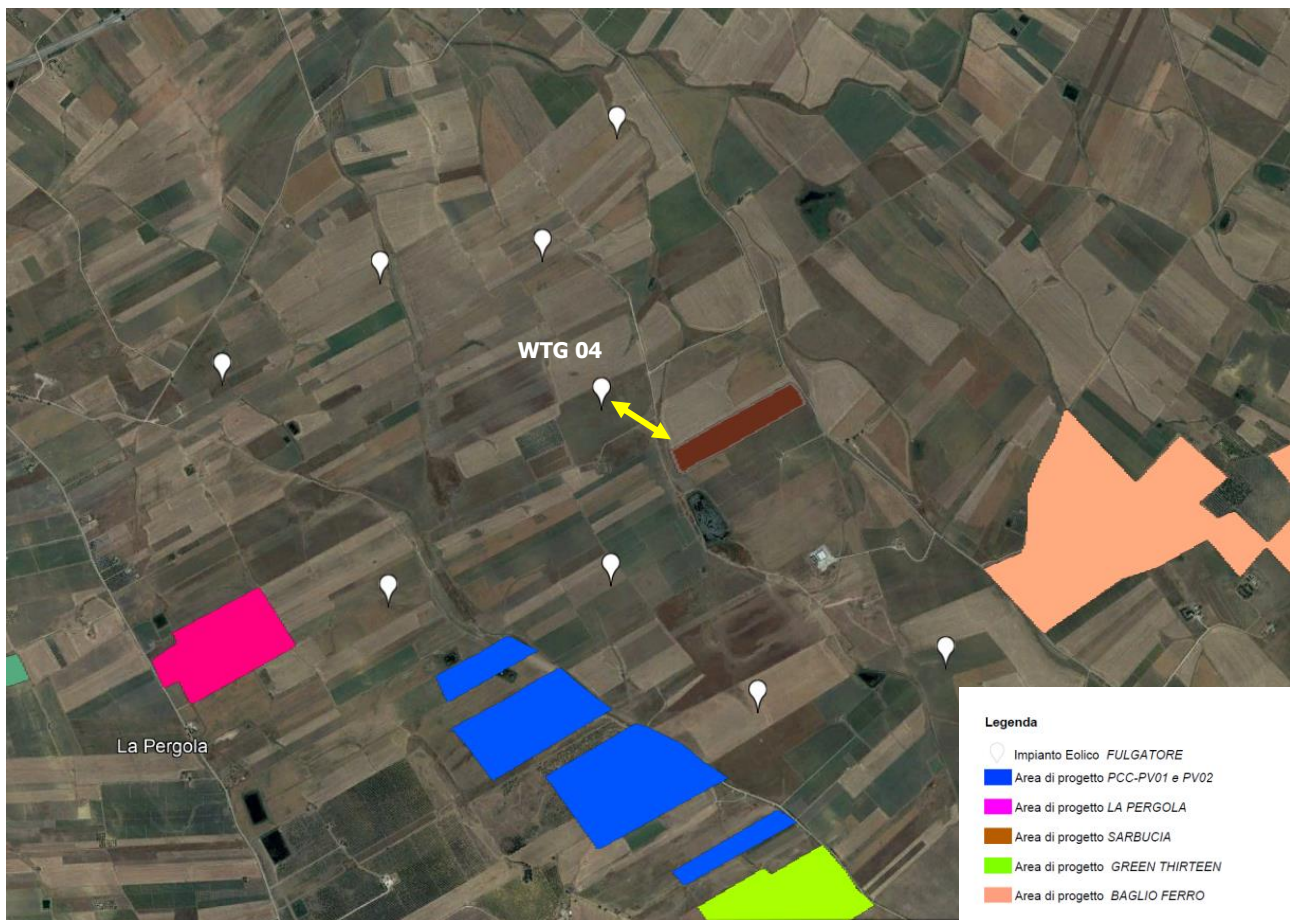 WTG 04
La Pergola
Legenda
Impianto Eolico FULGATORE
Area di progetto PCC-PV01 e PV02
Area di progetto LA PERGOLA
Area di progetto SARBUCIA
Area di progetto GREEN THIRTEEN
Area di progetto BAGLIO FERRO